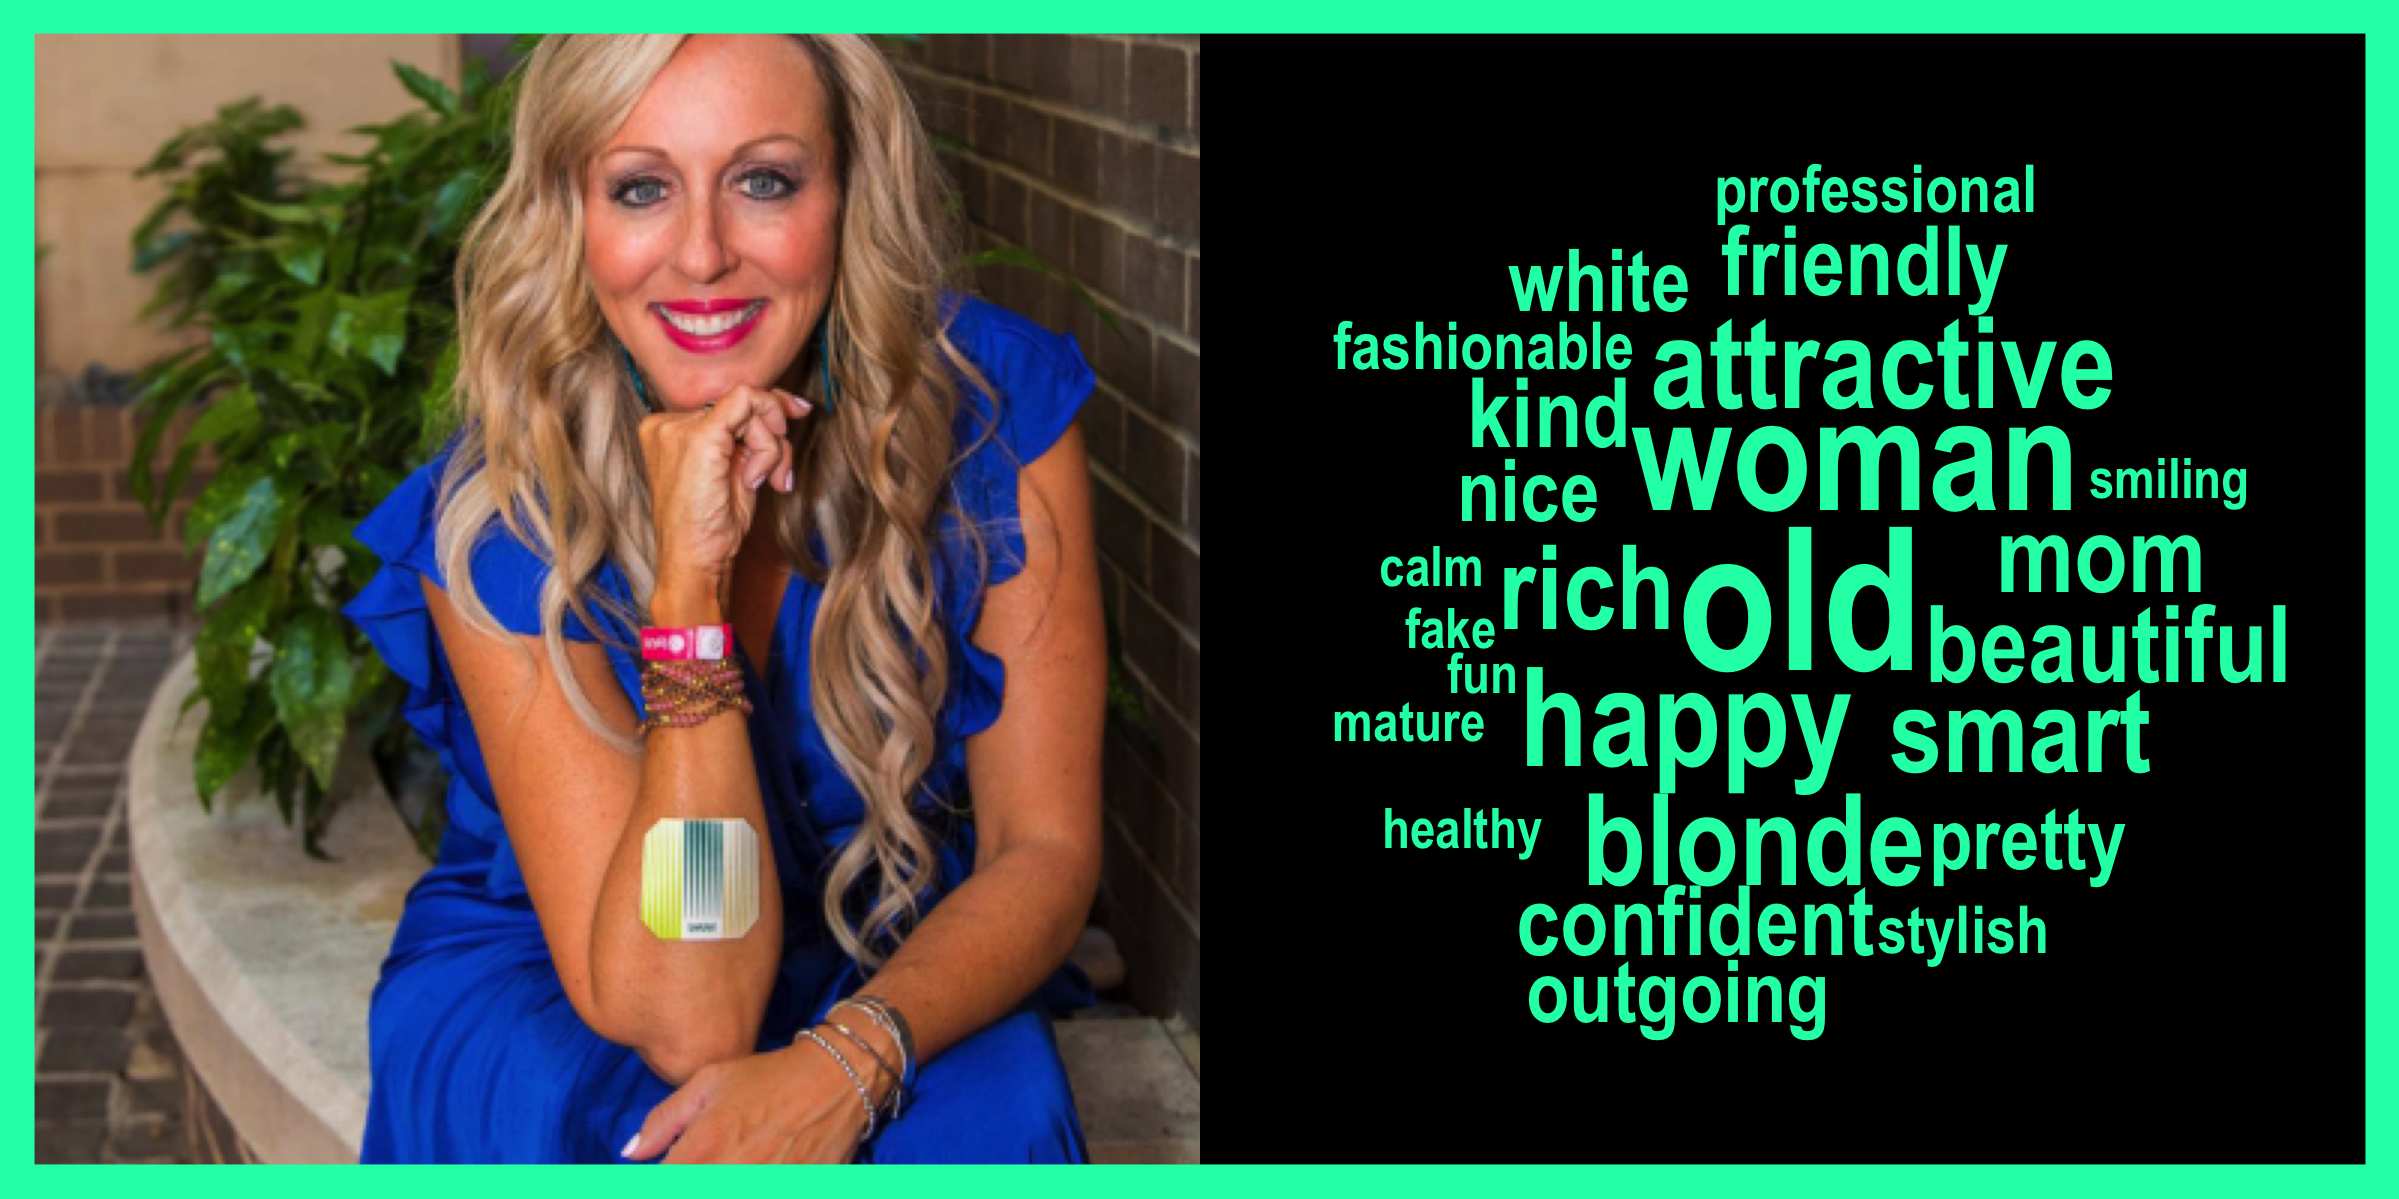 professional
white friendly
fashionable attractive
kind
woman
nice smiling
calm rich old mom
fake beautiful
fun
mature happy smart
healthy blonde pretty
confident stylish
outgoing